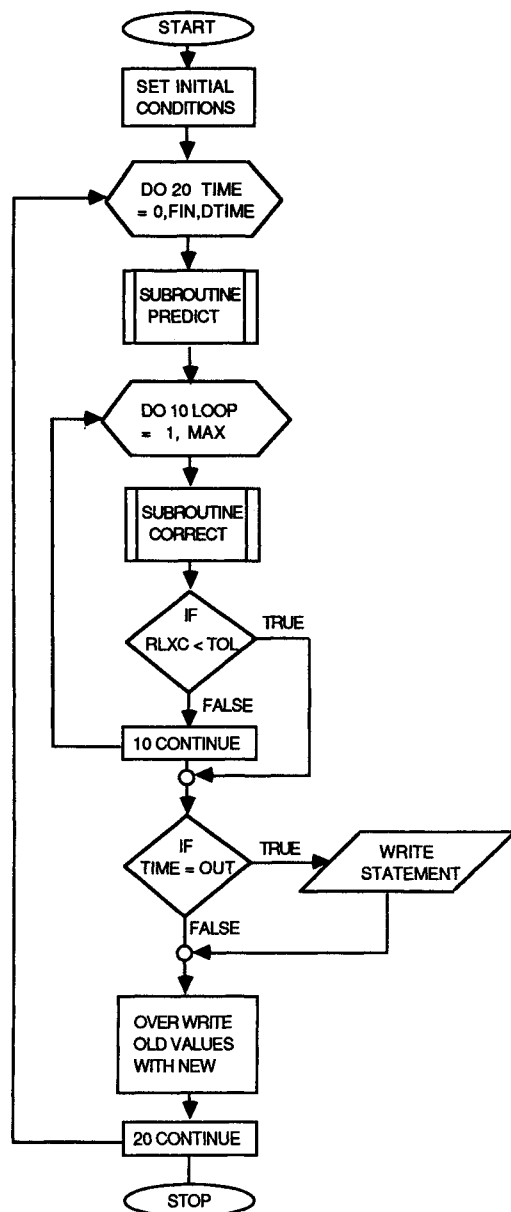 START
SET INITIAL
CONDITIONS
DO 20 TIME
= 0,FIN,DTIME
SUBROUTINE
PREDICT
DO 10 LOOP
= 1, MAX
SUBROUTINE
CORRECT
IF
RLXC < TOL
TRUE
FALSE
10 CONTINUE
IF
TIME = OUT
TRUE
WRITE
STATEMENT
FALSE
OVER WRITE
OLD VALUES
WITH NEW
20 CONTINUE
STOP